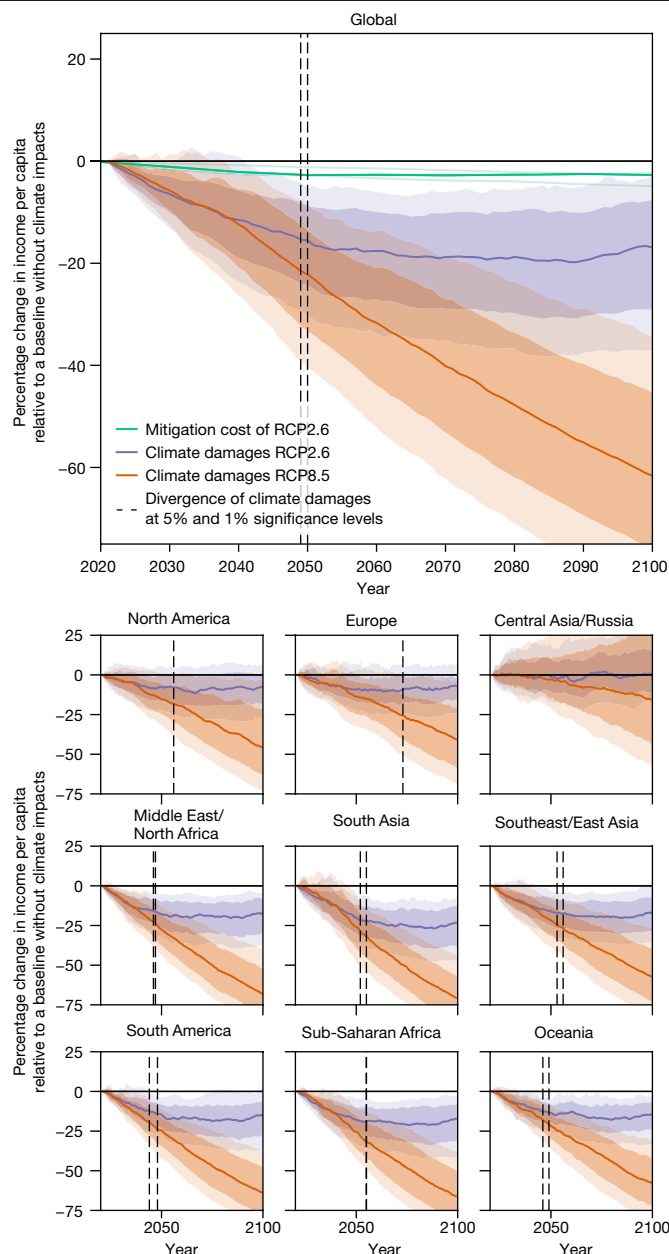 Global
Percentage change in income per capita
relative to a baseline without climate impacts
20
0
−20
−40
−60
Mitigation cost of RCP2.6
Climate damages RCP2.6
Climate damages RCP8.5
Divergence of climate damages
at 5% and 1% significance levels
2020 2030 2040 2050 2060 2070 2080 2090 2100
Year
North America Europe Central Asia/Russia
25
0
−25
−50
−75
Percentage change in income per capita
relative to a baseline without climate impacts
Middle East/
North Africa
South Asia Southeast/East Asia
25
0
−25
−50
−75
South America Sub-Saharan Africa Oceania
25
0
−25
−50
−75
2050 2100 2050 2100 2050 2100
Year Year Year